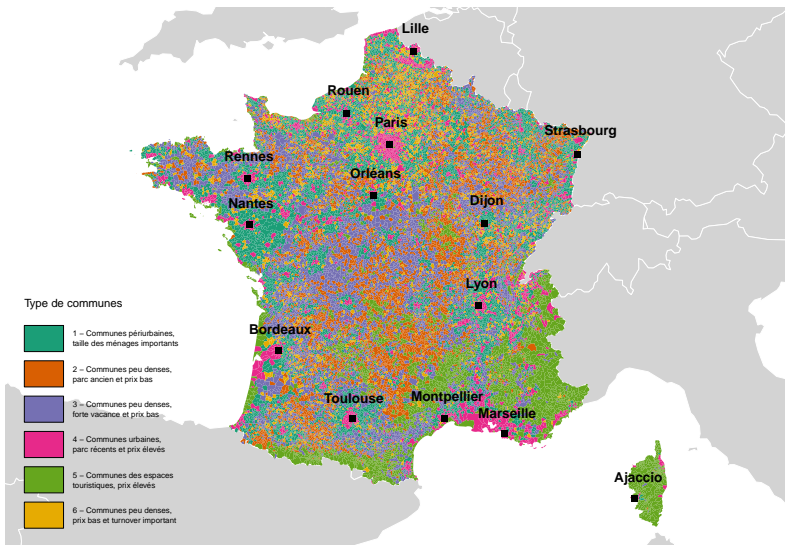 Lille
Rouen
Paris
Strasbourg
Rennes
Orléans
Nantes
Dijon
Lyon
Type de communes
1 – Communes périurbaines,
taille des ménages importants
Bordeaux
2 – Communes peu denses,
parc ancien et prix bas
3 – Communes peu denses,
forte vacance et prix bas
Toulouse
Montpellier
Marseille
4 – Communes urbaines,
parc récents et prix élevés
5 – Communes des espaces
touristiques, prix élevés
Ajaccio
6 – Communes peu denses,
prix bas et turnover important